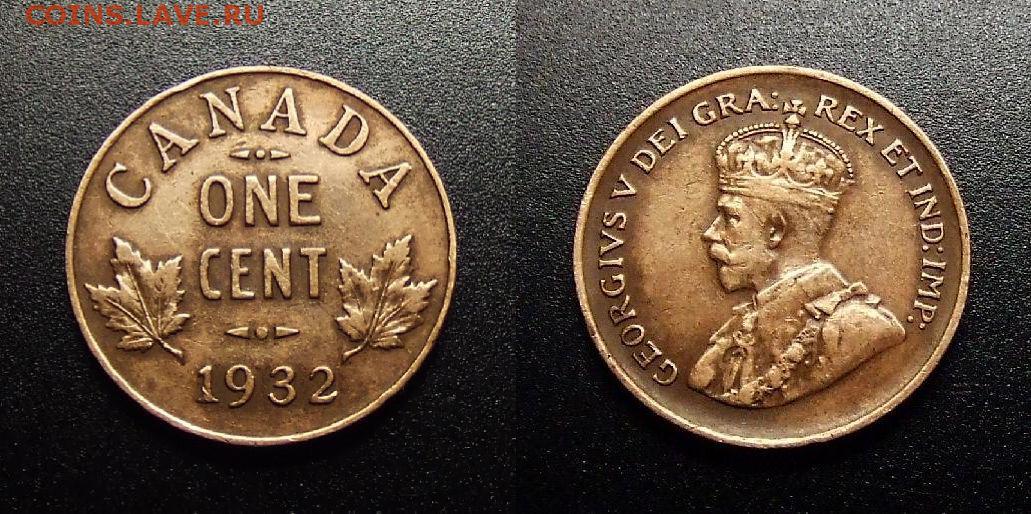 COINS.LAVE.RU
CANADA
ONE
CENT
1932
GEORGIVS V DEI GRA: REX ET IND: IMP: